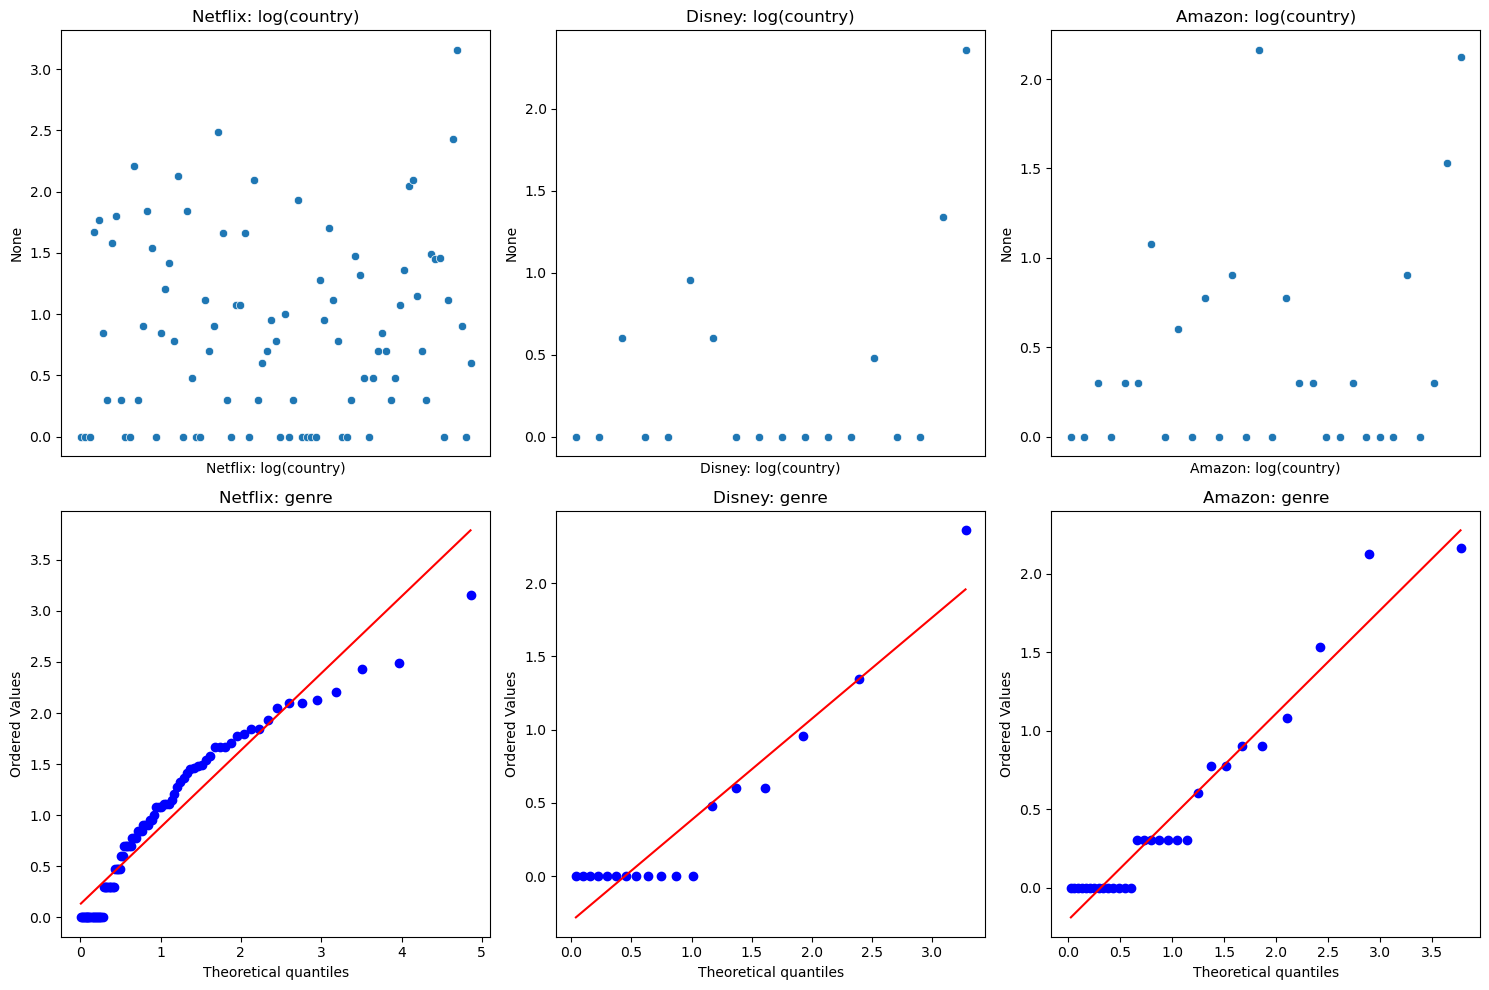 Netflix: log(country)
Disney: log(country)
Amazon: log(country)
3.0
2.5
2.0
1.5
1.0
0.5
0.0
None
Netflix: log(country)
2.0
1.5
1.0
0.5
0.0
None
Disney: log(country)
2.0
1.5
1.0
0.5
0.0
None
Amazon: log(country)
Netflix: genre
Disney: genre
Amazon: genre
3.5
3.0
2.5
2.0
1.5
1.0
0.5
0.0
Ordered Values
0 1 2 3 4 5
Theoretical quantiles
2.0
1.5
1.0
0.5
0.0
Ordered Values
0.0 0.5 1.0 1.5 2.0 2.5 3.0
Theoretical quantiles
2.0
1.5
1.0
0.5
0.0
Ordered Values
0.0 0.5 1.0 1.5 2.0 2.5 3.0 3.5
Theoretical quantiles